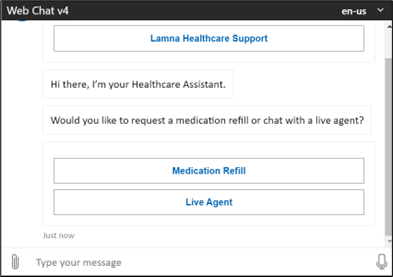 Web Chat v4
en-us
Lamna Healthcare Support
Hi there, I'm your Healthcare Assistant.
Would you like to request a medication refill or chat with a live agent?
Medication Refill
Live Agent
Just now
Type your message